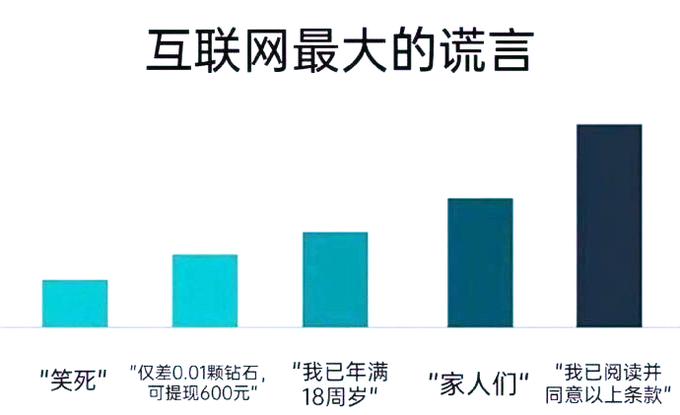 互联网最大的谎言
"笑死"
"仅差0.01颗钻石,
可提现600元"
"我已年满
18周岁"
"家人们"
"我已阅读并
同意以上条款"